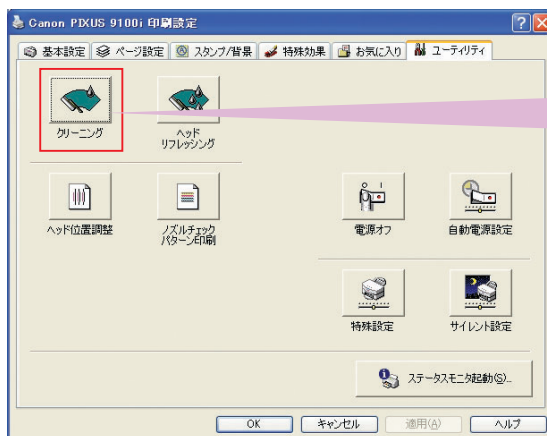 Canon PIXUS 9100i 印刷設定
基本設定 ページ設定 スタンプ/背景 特殊効果 お気に入り ユーティリティ
クリーニング
ヘッド
リフレッシング
ヘッド位置調整
ノズルチェック
パターン印刷
電源オフ
自動電源設定
特殊設定
サイレント設定
ステータスモニタ起動(S)...
OK キャンセル 適用(A) ヘルプ